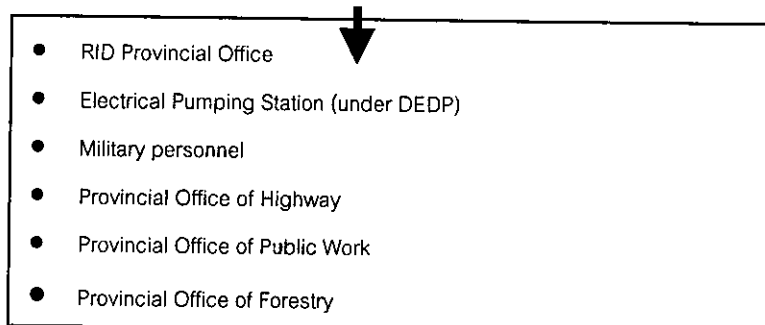 ● RID Provincial Office
● Electrical Pumping Station (under DEDP)
● Military personnel
● Provincial Office of Highway
● Provincial Office of Public Work
● Provincial Office of Forestry